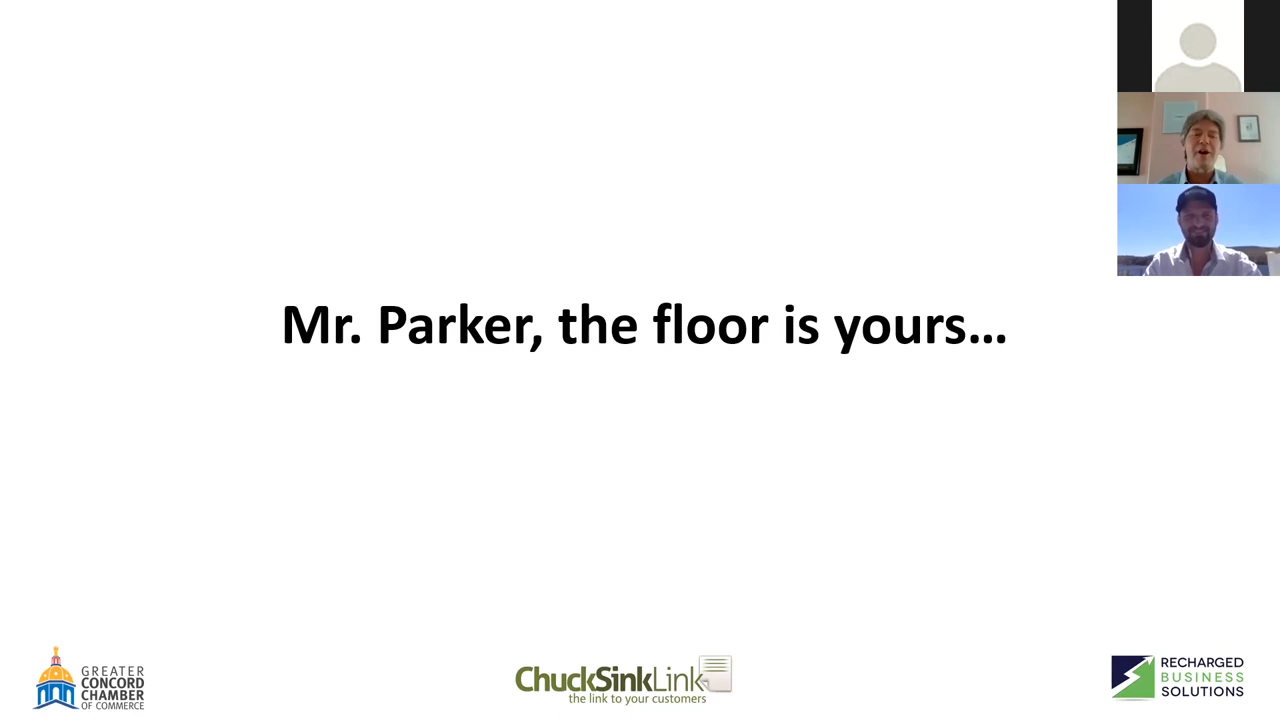 Mr. Parker, the floor is yours…
GREATER
CONCORD
CHAMBER
OF COMMERCE
ChuckSinkLink
the link to your customers
RECHARGED
BUSINESS
SOLUTIONS